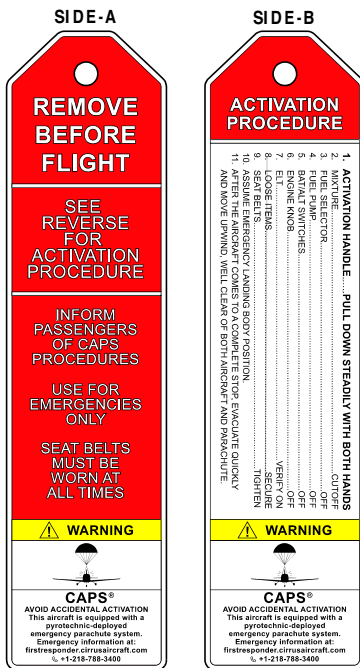 SIDE-A
REMOVE
BEFORE
FLIGHT
SEE
REVERSE
FOR
ACTIVATION
PROCEDURE
INFORM
PASSENGERS
OF CAPS
PROCEDURES
USE FOR
EMERGENCIES
ONLY
SEAT BELTS
MUST BE
WORN AT
ALL TIMES
WARNING
CAPS®
AVOID ACCIDENTAL ACTIVATION
This aircraft is equipped with a
pyrotechnic-deployed
emergency parachute system.
Emergency information at:
firstresponder.cirrusaircraft.com
+1-218-788-3400
SIDE-B
ACTIVATION
PROCEDURE
1. ACTIVATION HANDLE.....PULL DOWN STEADILY WITH BOTH HANDS
2. MIXTURE..........CUTOFF
3. FUEL SELECTOR..........OFF
4. FUEL PUMP..........OFF
5. BAT/ALT SWITCHES..........OFF
6. ENGINE KNOB..........OFF
7. ELT..........VERIFY ON
8. LOOSE ITEMS..........SECURE
9. SEAT BELTS..........TIGHTEN
10. ASSUME EMERGENCY LANDING BODY POSITION.
11. AFTER THE AIRCRAFT COMES TO A COMPLETE STOP, EVACUATE QUICKLY
AND MOVE UPWIND, WELL CLEAR OF BOTH AIRCRAFT AND PARACHUTE.
WARNING
CAPS®
AVOID ACCIDENTAL ACTIVATION
This aircraft is equipped with a
pyrotechnic-deployed
emergency parachute system.
Emergency information at:
firstresponder.cirrusaircraft.com
+1-218-788-3400